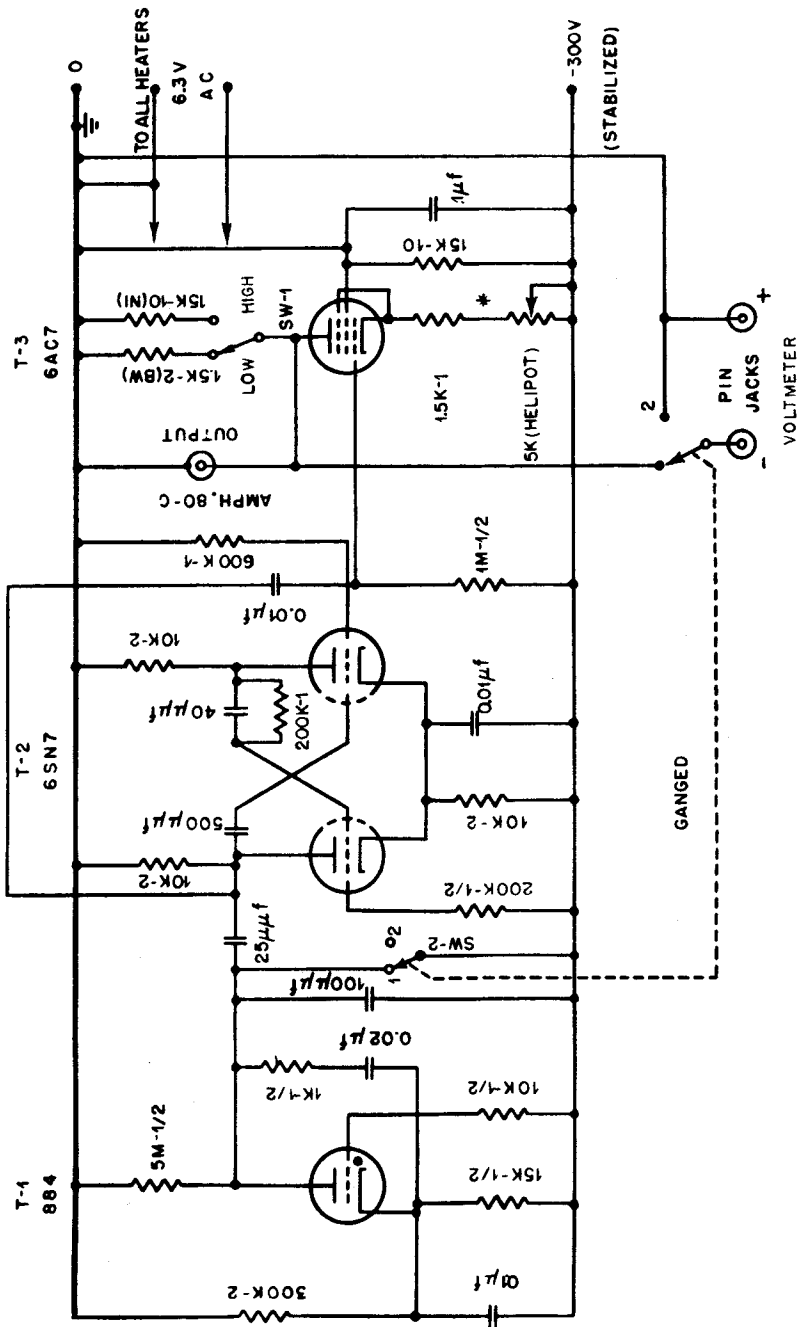 T-1
884
T-2
6SN7
T-3
6AC7
0
TO ALL HEATERS
6.3 V
AC
-300V
(STABILIZED)
300K-2
0.1μf
5M-1/2
15K-1/2
10K-1/2
1K-1/2
0.02μf
100μμf
1
2
SW-2
25μμf
10K-2
500μμf
200K-1/2
10K-2
40μμf
200K-1
10K-2
0.01μf
0.01μf
600K-1
1M-1/2
AMPH. 80-C
OUTPUT
1.5K-2(BW)
15K-10(NI)
LOW
HIGH
SW-1
1.5K-1
*
5K(HELIPOT)
15K-10
.1μf
GANGED
2
-
+
PIN
JACKS
VOLTMETER